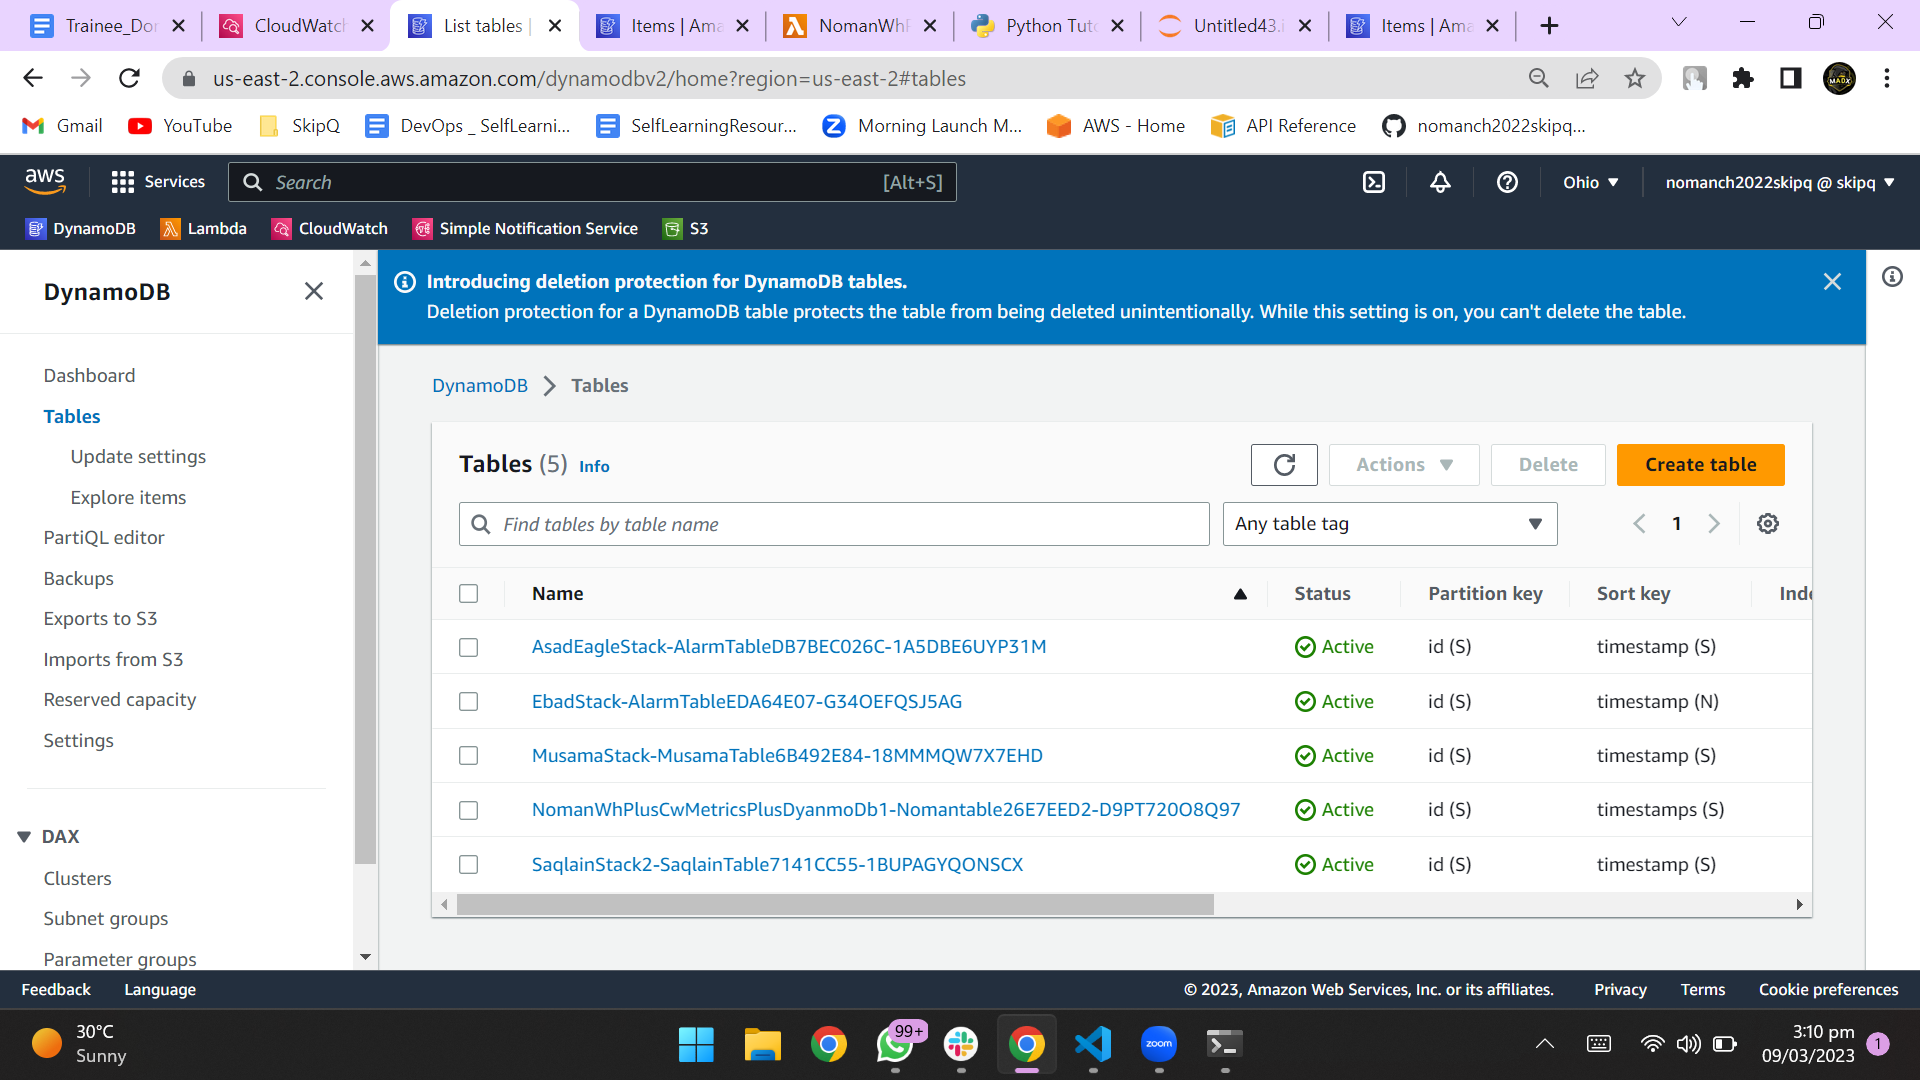 Trainee_Dor
CloudWatch
List tables |
Items | Ama
NomanWhP
Python Tuto
Untitled43.i
Items | Ama
us-east-2.console.aws.amazon.com/dynamodbv2/home?region=us-east-2#tables
Gmail
YouTube
SkipQ
DevOps _ SelfLearni...
SelfLearningResour...
Morning Launch M...
AWS - Home
API Reference
nomanch2022skipq...
aws
Services
Search
[Alt+S]
Ohio
nomanch2022skipq @ skipq
DynamoDB
Lambda
CloudWatch
Simple Notification Service
S3
DynamoDB
Dashboard
Tables
Update settings
Explore items
PartiQL editor
Backups
Exports to S3
Imports from S3
Reserved capacity
Settings
DAX
Clusters
Subnet groups
Parameter groups
Introducing deletion protection for DynamoDB tables.
Deletion protection for a DynamoDB table protects the table from being deleted unintentionally. While this setting is on, you can't delete the table.
DynamoDB
Tables
Tables (5) Info
Actions
Delete
Create table
Find tables by table name
Any table tag
1
Name Status Partition key Sort key Inde
AsadEagleStack-AlarmTableDB7BEC026C-1A5DBE6UYP31M Active id (S) timestamp (S)
EbadStack-AlarmTableEDA64E07-G34OEFQSJ5AG Active id (S) timestamp (N)
MusamaStack-MusamaTable6B492E84-18MMMQW7X7EHD Active id (S) timestamp (S)
NomanWhPlusCwMetricsPlusDyanmoDb1-Nomantable26E7EED2-D9PT720O8Q97 Active id (S) timestamps (S)
SaqlainStack2-SaqlainTable7141CC55-1BUPAGYQONSCX Active id (S) timestamp (S)
Feedback
Language
© 2023, Amazon Web Services, Inc. or its affiliates.
Privacy
Terms
Cookie preferences
30°C
Sunny
99+
zoom
3:10 pm
09/03/2023
1